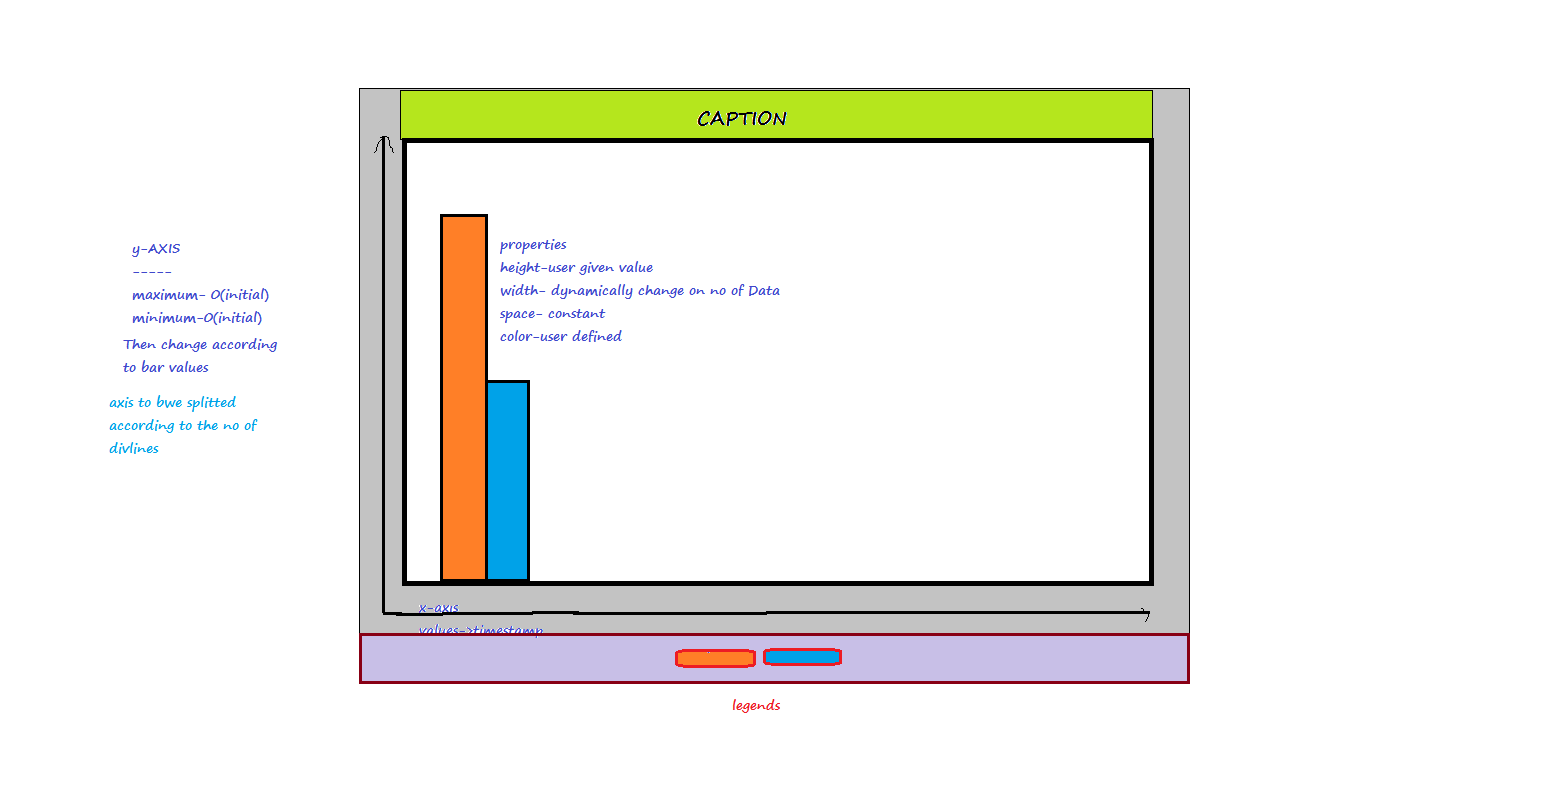 CAPTION
y-AXIS
-----
maximum- 0(initial)
minimum-0(initial)
Then change according
to bar values
axis to bwe splitted
according to the no of
divlines
properties
height-user given value
width- dynamically change on no of Data
space- constant
color-user defined
x-axis
values->timestamp
legends